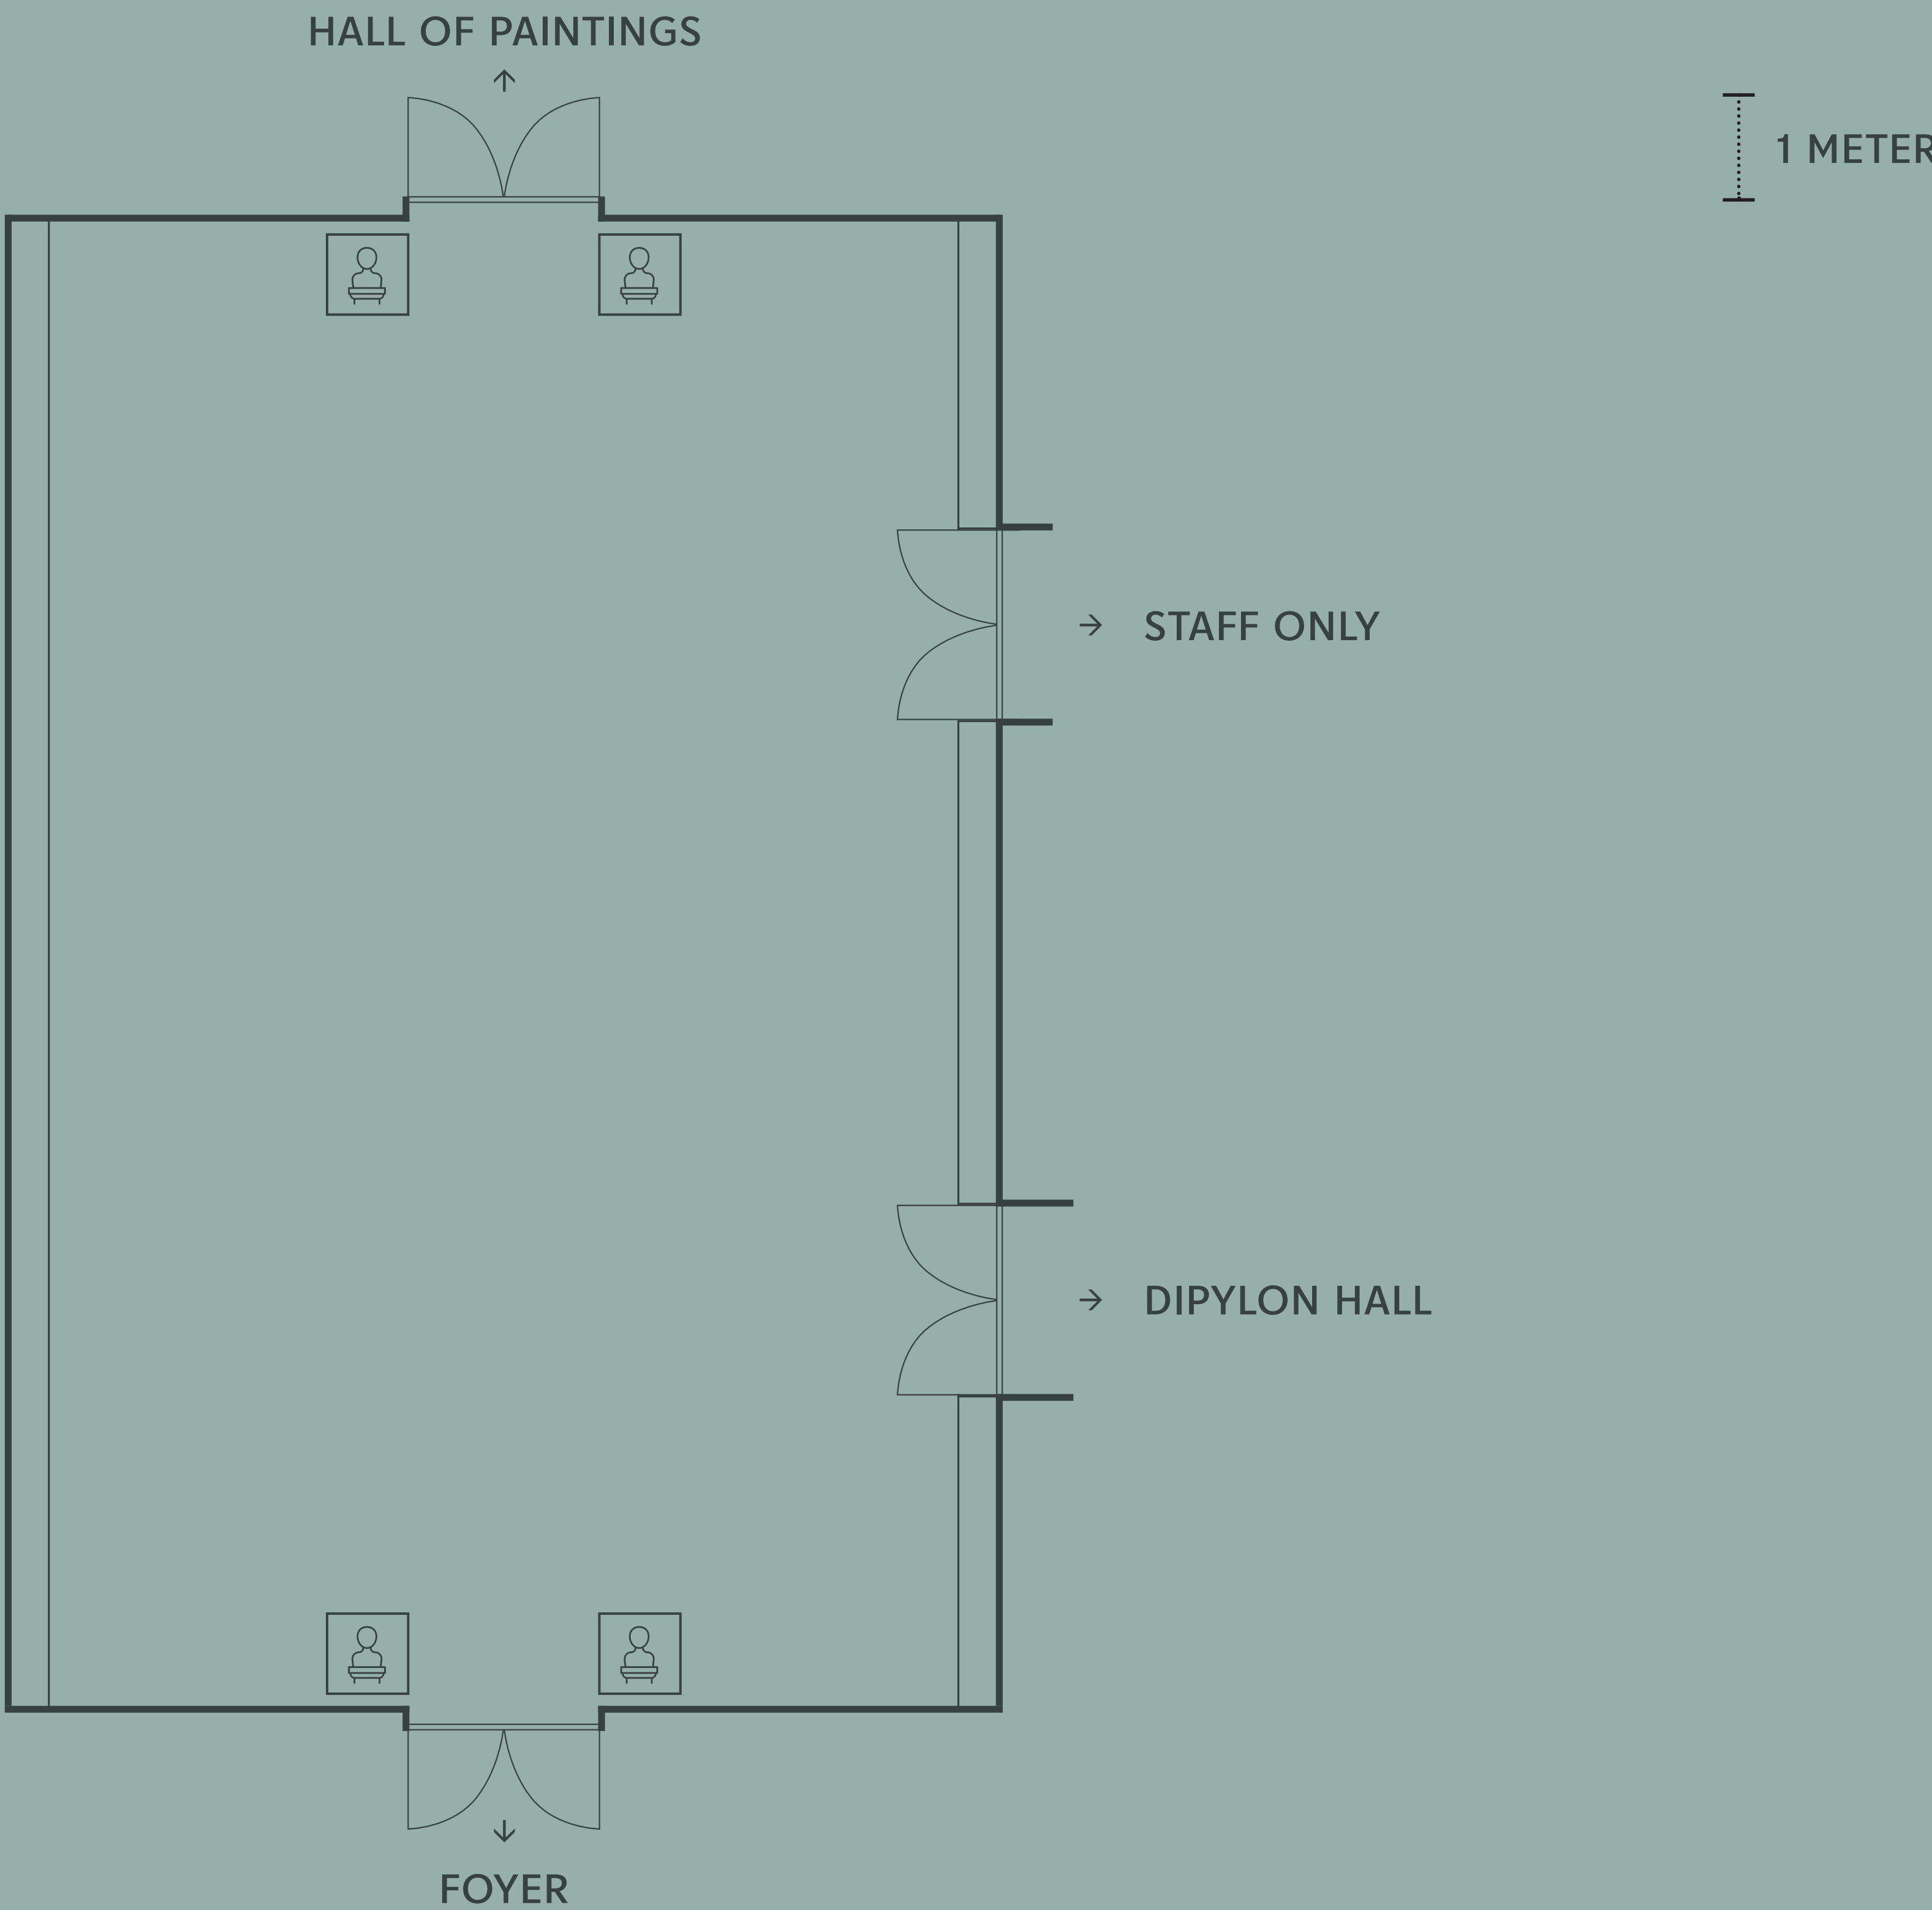 HALL OF PAINTINGS
1 METER
STAFF ONLY
DIPYLON HALL
FOYER